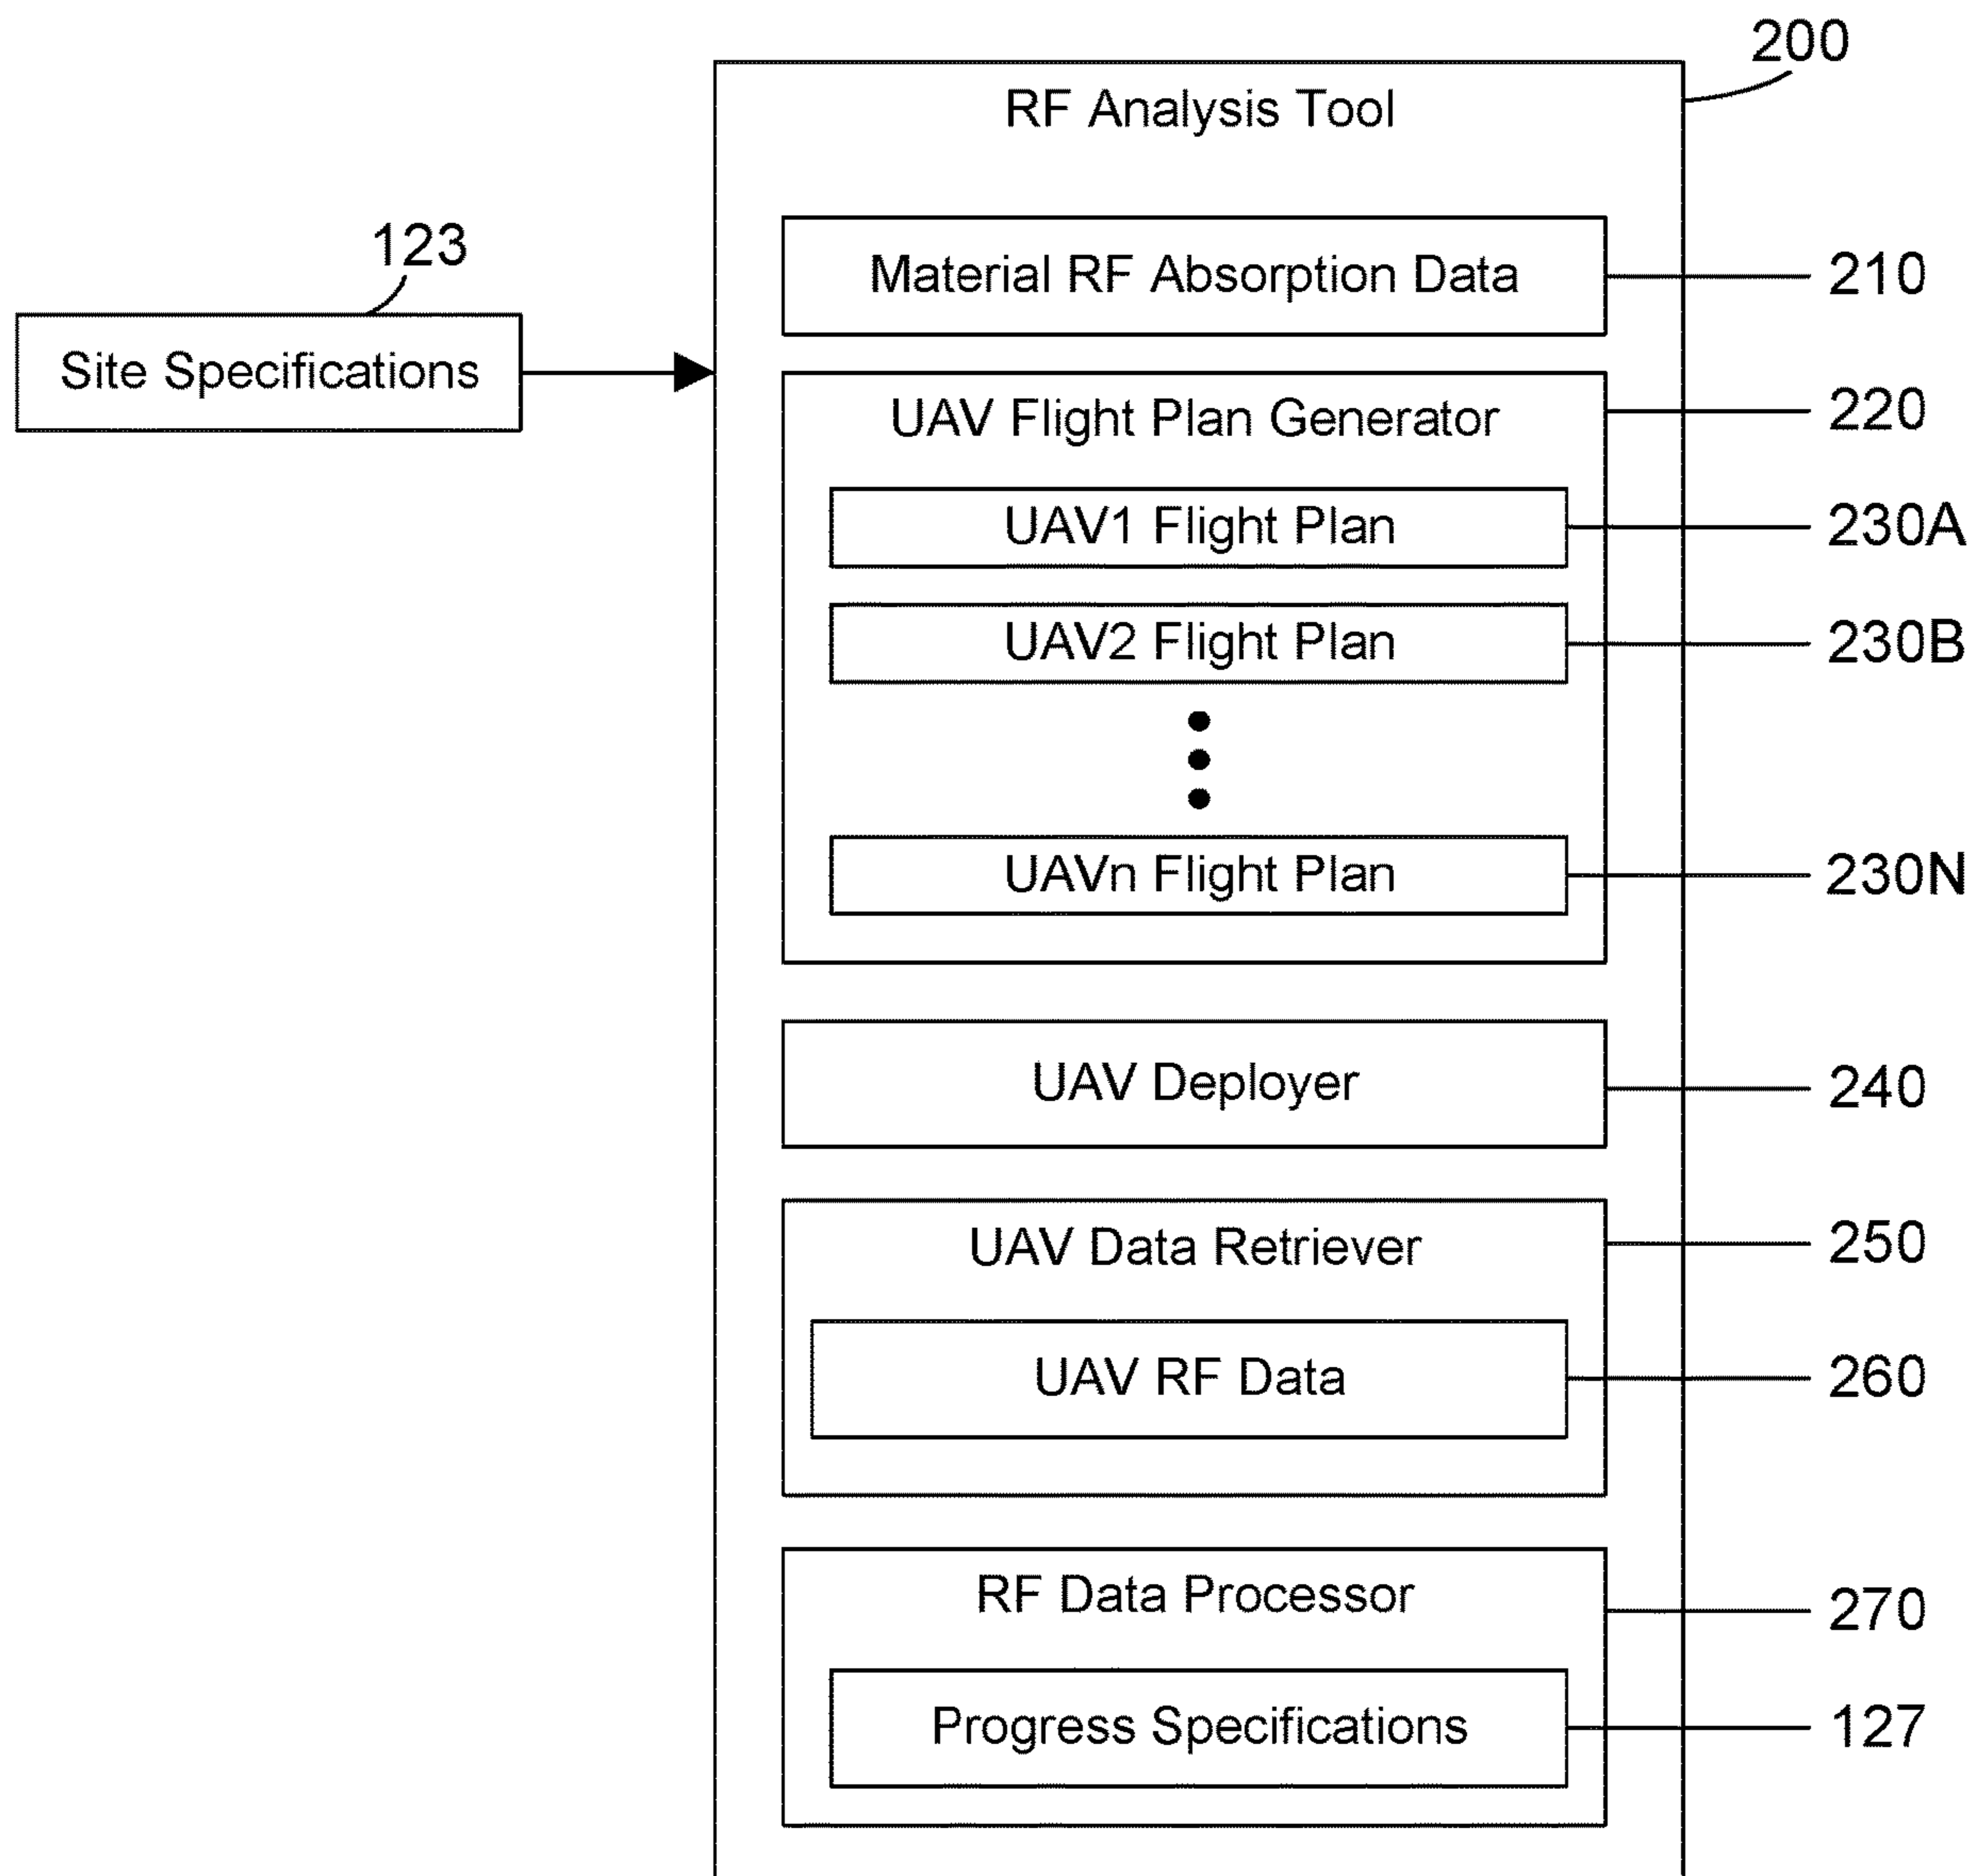 200
RF Analysis Tool
123
Site Specifications
Material RF Absorption Data
210
UAV Flight Plan Generator
220
UAV1 Flight Plan
230A
UAV2 Flight Plan
230B
UAVn Flight Plan
230N
UAV Deployer
240
UAV Data Retriever
250
UAV RF Data
260
RF Data Processor
270
Progress Specifications
127